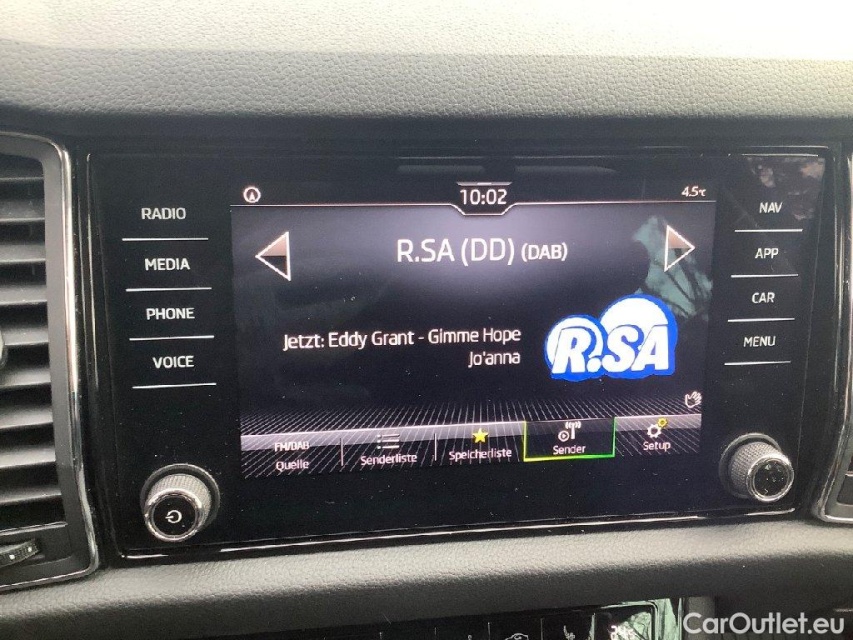 10:02
4.5°C
RADIO
MEDIA
PHONE
VOICE
NAV
APP
CAR
MENU
R.SA (DD) (DAB)
Jetzt: Eddy Grant - Gimme Hope
Jo'anna
R.SA
FM/DAB
Quelle
Senderliste
Speicherliste
Sender
Setup
CarOutlet.eu